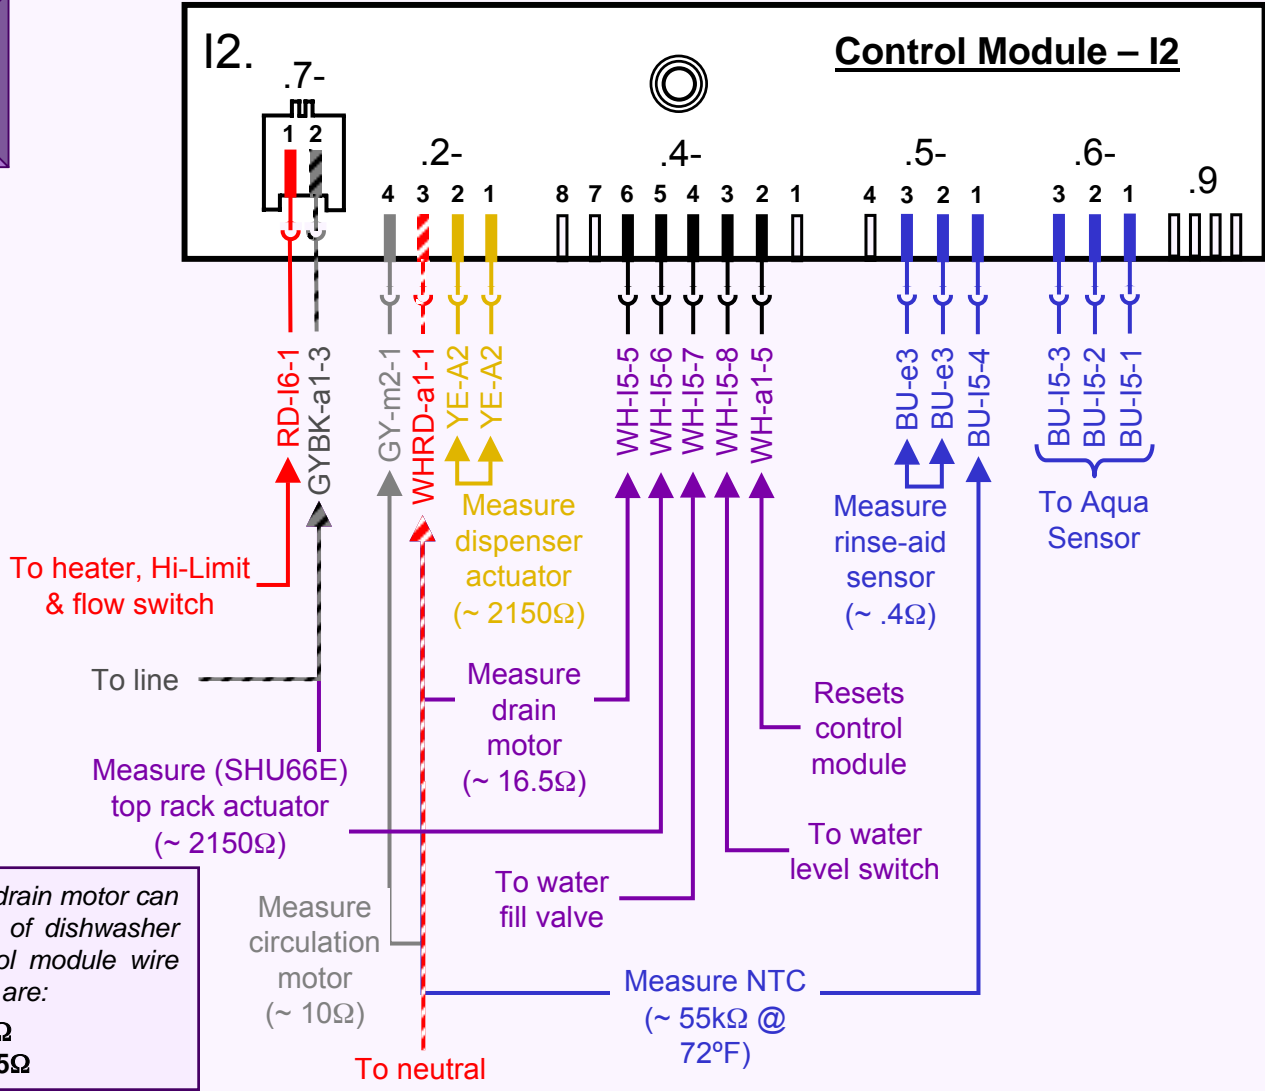 I2.
Control Module – I2
.7-
1 2
.2-
4 3 2 1
.4-
8 7 6 5 4 3 2 1
.5-
4 3 2 1
.6-
3 2 1
.9
RD-I6-1
GYBK-a1-3
GY-m2-1
WHRD-a1-1
YE-A2
YE-A2
WH-I5-5
WH-I5-6
WH-I5-7
WH-I5-8
WH-a1-5
BU-e3
BU-e3
BU-I5-4
BU-I5-3
BU-I5-2
BU-I5-1
To heater, Hi-Limit
& flow switch
To line
Measure
dispenser
actuator
(~ 2150Ω)
Measure
rinse-aid
sensor
(~ .4Ω)
To Aqua
Sensor
Measure
drain
motor
(~ 16.5Ω)
Resets
control
module
Measure (SHU66E)
top rack actuator
(~ 2150Ω)
To water
level switch
To water
fill valve
Measure
circulation
motor
(~ 10Ω)
Measure NTC
(~ 55kΩ @
72ºF)
To neutral
drain motor can
of dishwasher
module wire
are:
Ω
5Ω